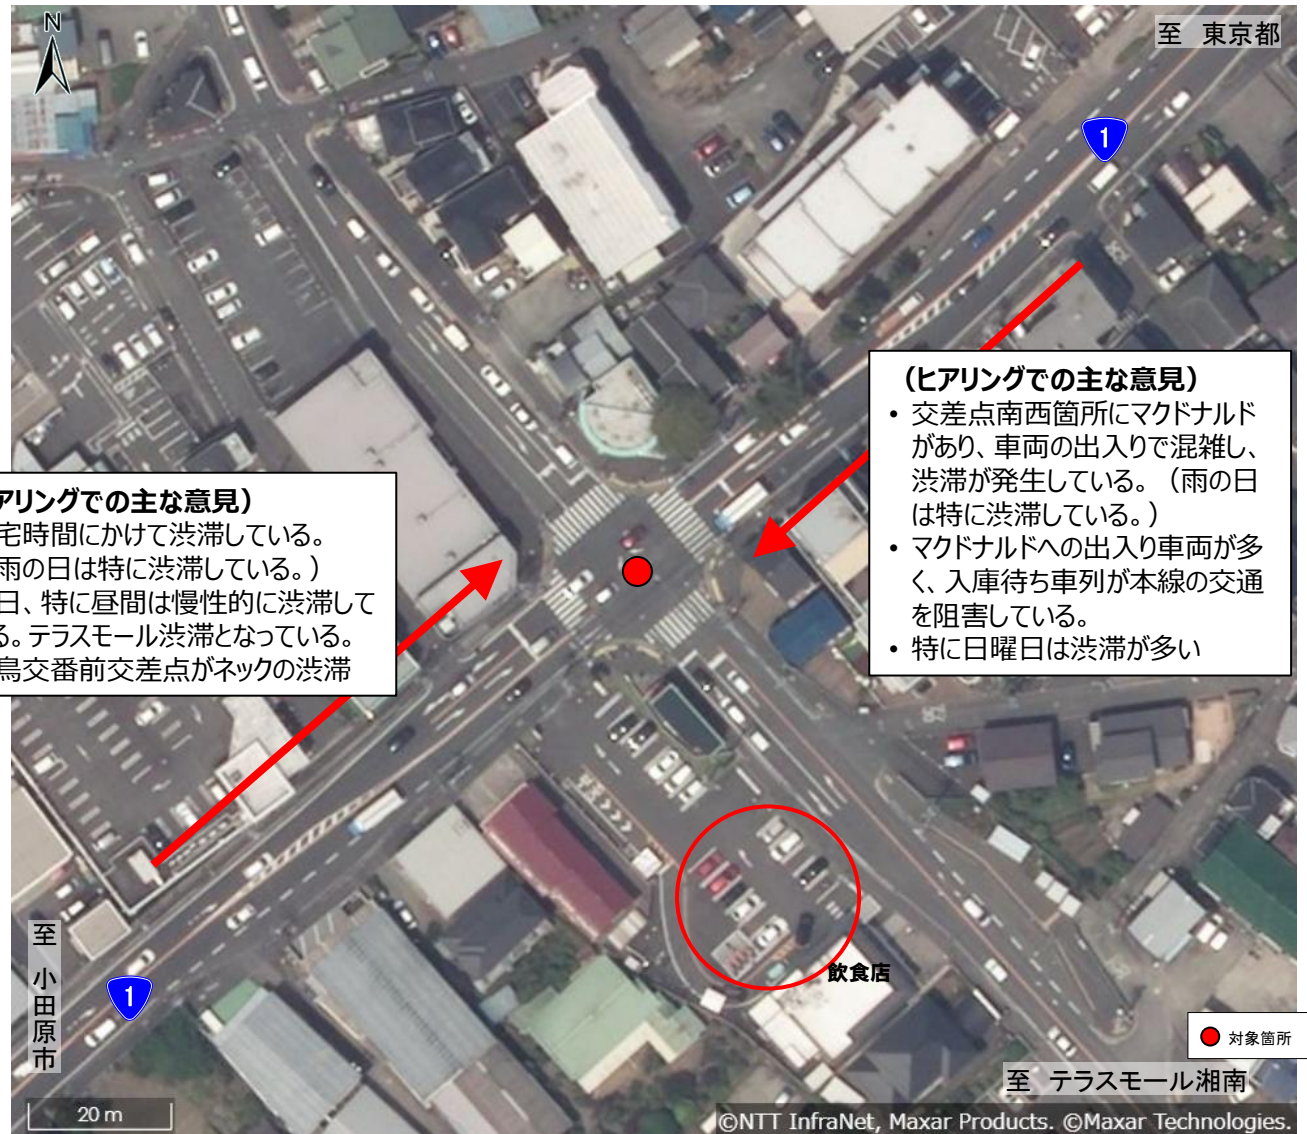 N
至 東京都
1
（ヒアリングでの主な意見）
• 交差点南西箇所にマクドナルド
があり、車両の出入りで混雑し、
渋滞が発生している。（雨の日
は特に渋滞している。）
• マクドナルドへの出入り車両が多
く、入庫待ち車列が本線の交通
を阻害している。
• 特に日曜日は渋滞が多い
アリングでの主な意見）
宅時間にかけて渋滞している。
雨の日は特に渋滞している。）
日、特に昼間は慢性的に渋滞して
る。テラスモール渋滞となっている。
鳥交番前交差点がネックの渋滞
至 小田原市
1
飲食店
対象箇所
至 テラスモール湘南
20 m
©NTT InfraNet, Maxar Products. ©Maxar Technologies.